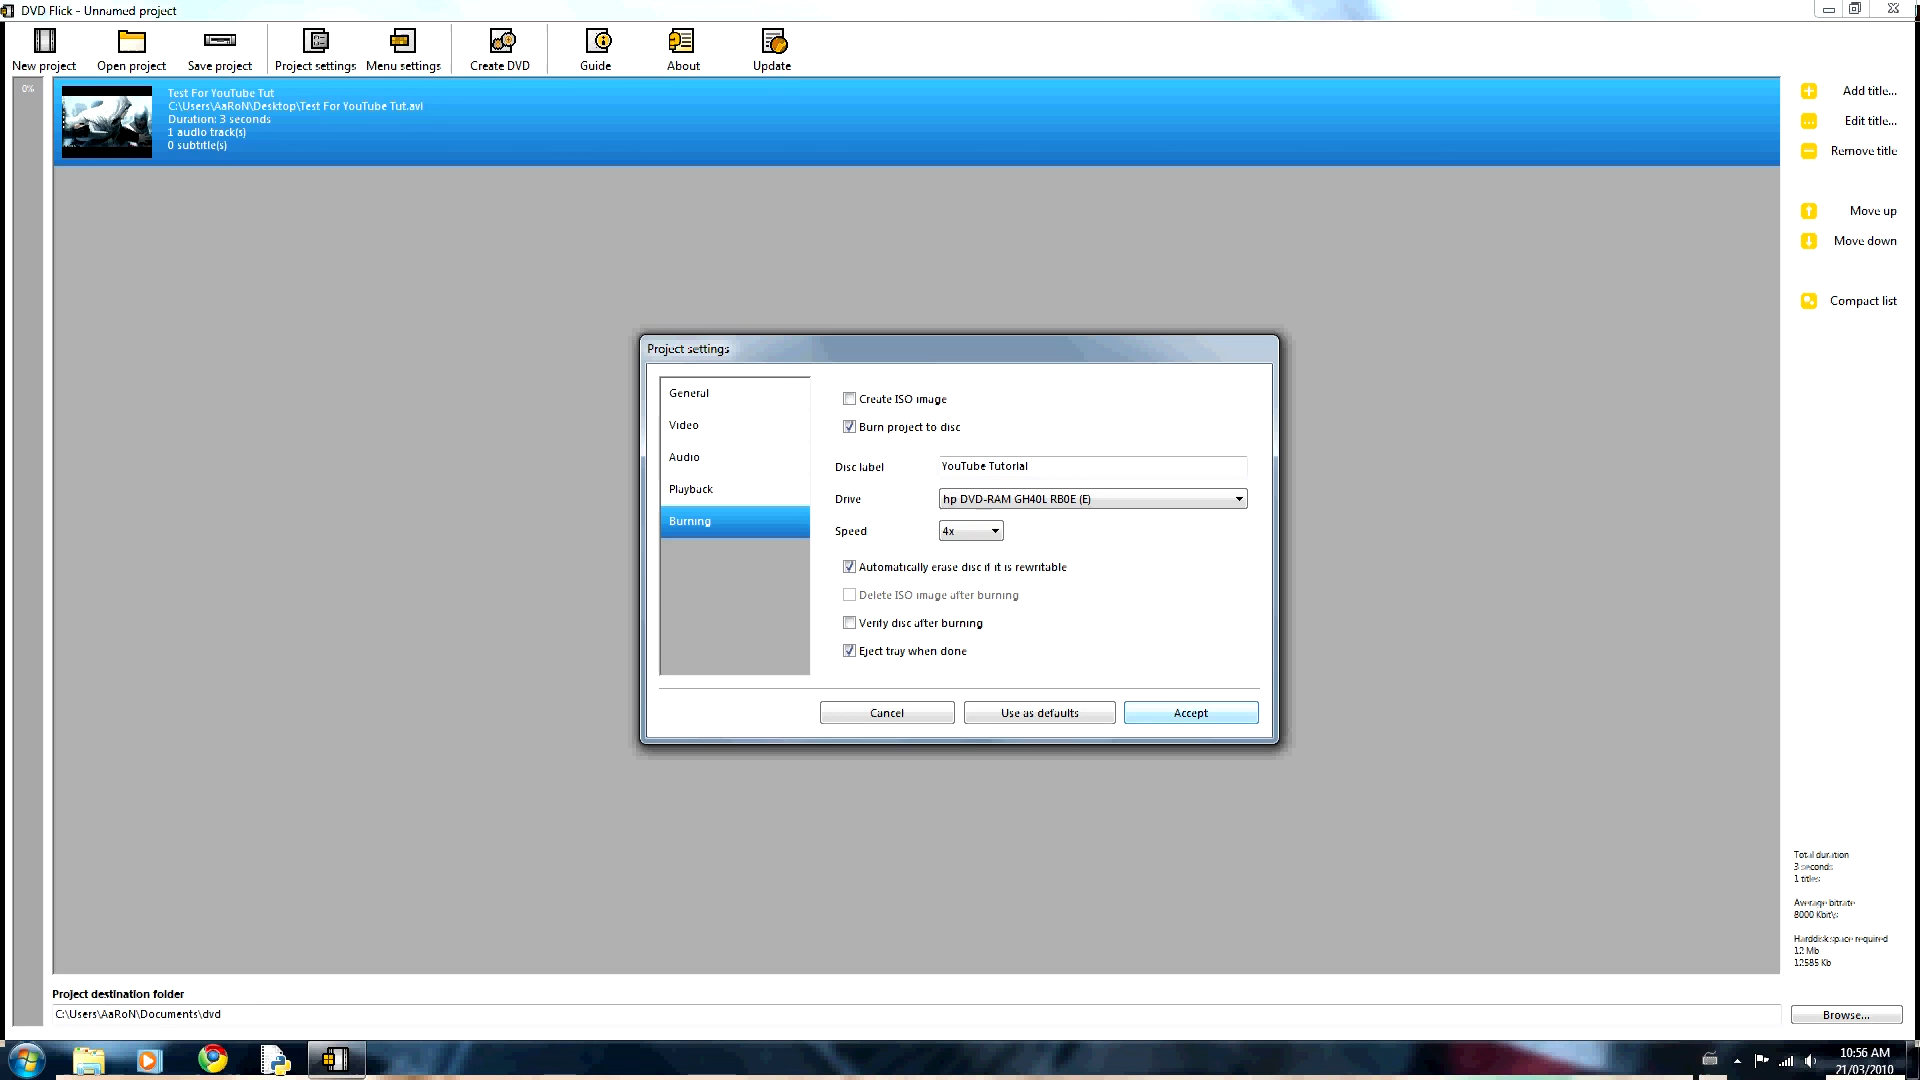 DVD Flick - Unnamed project
New project
Open project
Save project
Project settings
Menu settings
Create DVD
Guide
About
Update
0%
Test For YouTube Tut
C:\Users\AaRoN\Desktop\Test For YouTube Tut.avi
Duration: 3 seconds
1 audio track(s)
0 subtitle(s)
Add title...
Edit title...
Remove title
Move up
Move down
Compact list
Project settings
General
Video
Audio
Playback
Burning
Create ISO image
Burn project to disc
Disc label
YouTube Tutorial
Drive
hp DVD-RAM GH40L RB0E (E)
Speed
4x
Automatically erase disc if it is rewritable
Delete ISO image after burning
Verify disc after burning
Eject tray when done
Cancel
Use as defaults
Accept
Total duration
3 seconds
1 titles
Average bitrate
8000 Kbit\s
Harddisk space required
12 Mb
12585 Kb
Project destination folder
C:\Users\AaRoN\Documents\dvd
Browse...
10:56 AM
21/03/2010